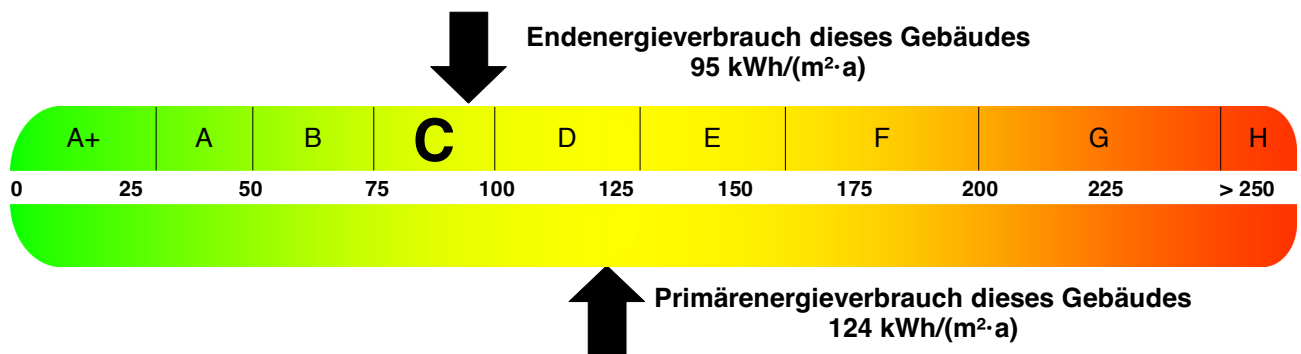 Endenergieverbrauch dieses Gebäudes
95 kWh/(m²·a)
A+ A B C D E F G H
0 25 50 75 100 125 150 175 200 225 > 250
Primärenergieverbrauch dieses Gebäudes
124 kWh/(m²·a)